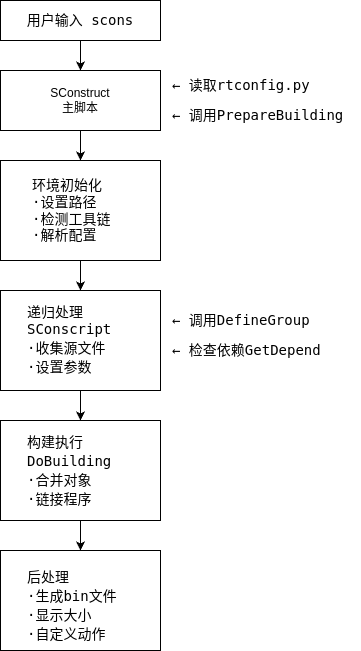 用户输入 scons
SConstruct
主脚本
← 读取rtconfig.py
← 调用PrepareBuilding
环境初始化
·设置路径
·检测工具链
·解析配置
递归处理
SConscript
·收集源文件
·设置参数
← 调用DefineGroup
← 检查依赖GetDepend
构建执行
DoBuilding
·合并对象
·链接程序
后处理
·生成bin文件
·显示大小
·自定义动作